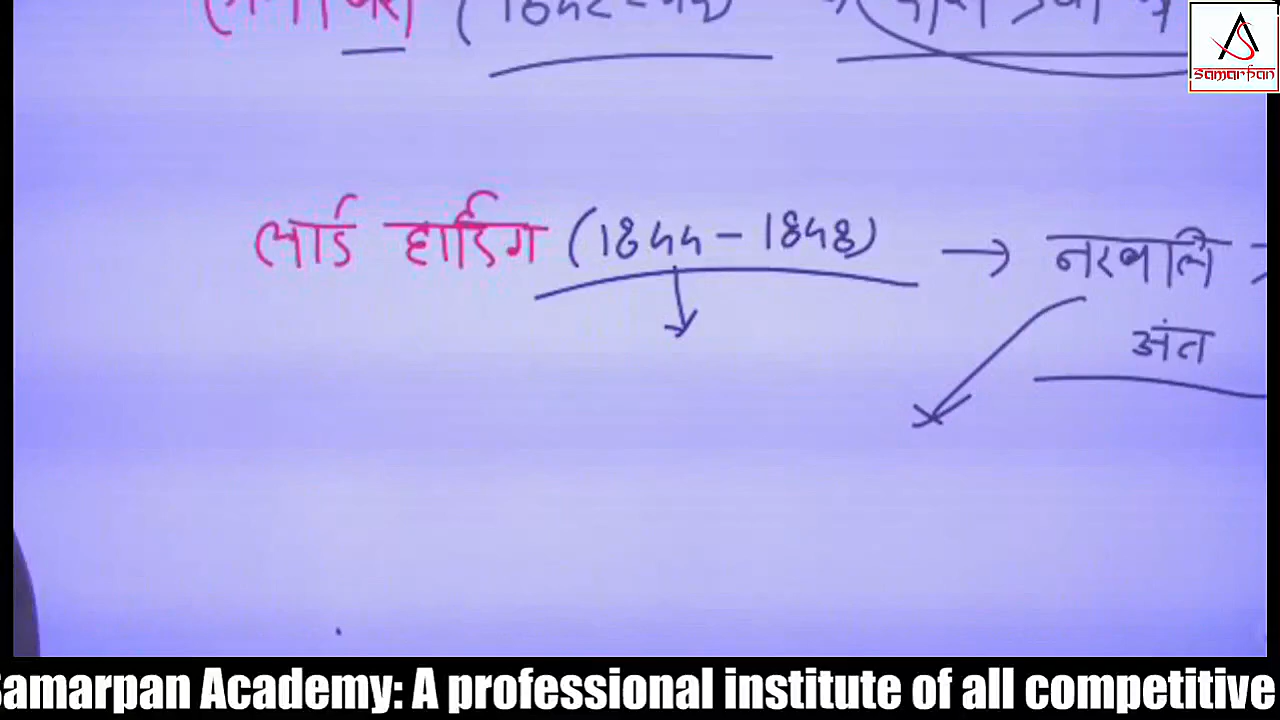 SAMARPAN
लार्ड हार्डिग (1844 - 1848) → नरबलि
अंत
Samarpan Academy: A professional institute of all competitive